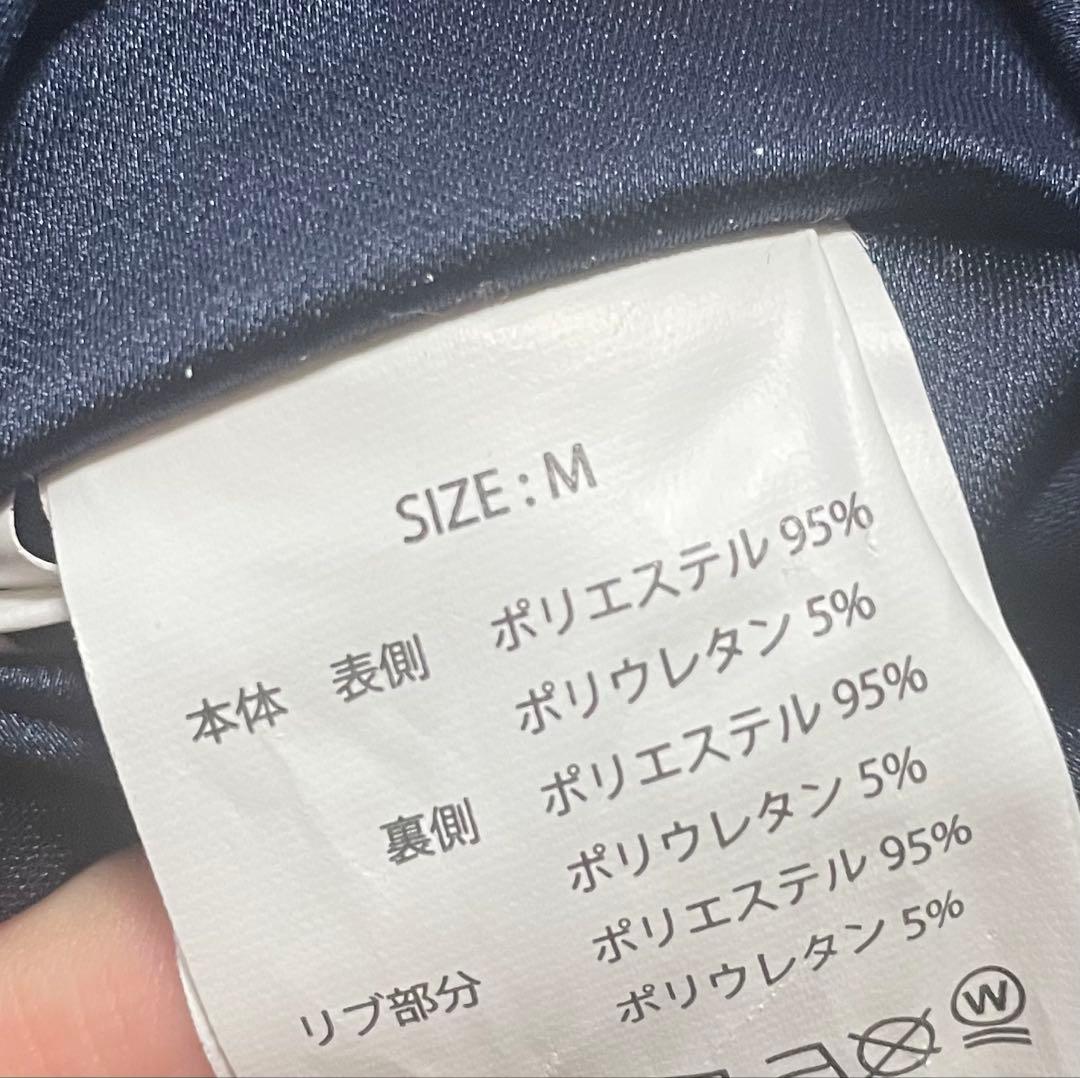 SIZE : M
本体 表側 ポリエステル 95%
ポリウレタン 5%
裏側 ポリエステル 95%
ポリウレタン 5%
リブ部分 ポリエステル 95%
ポリウレタン 5%
W